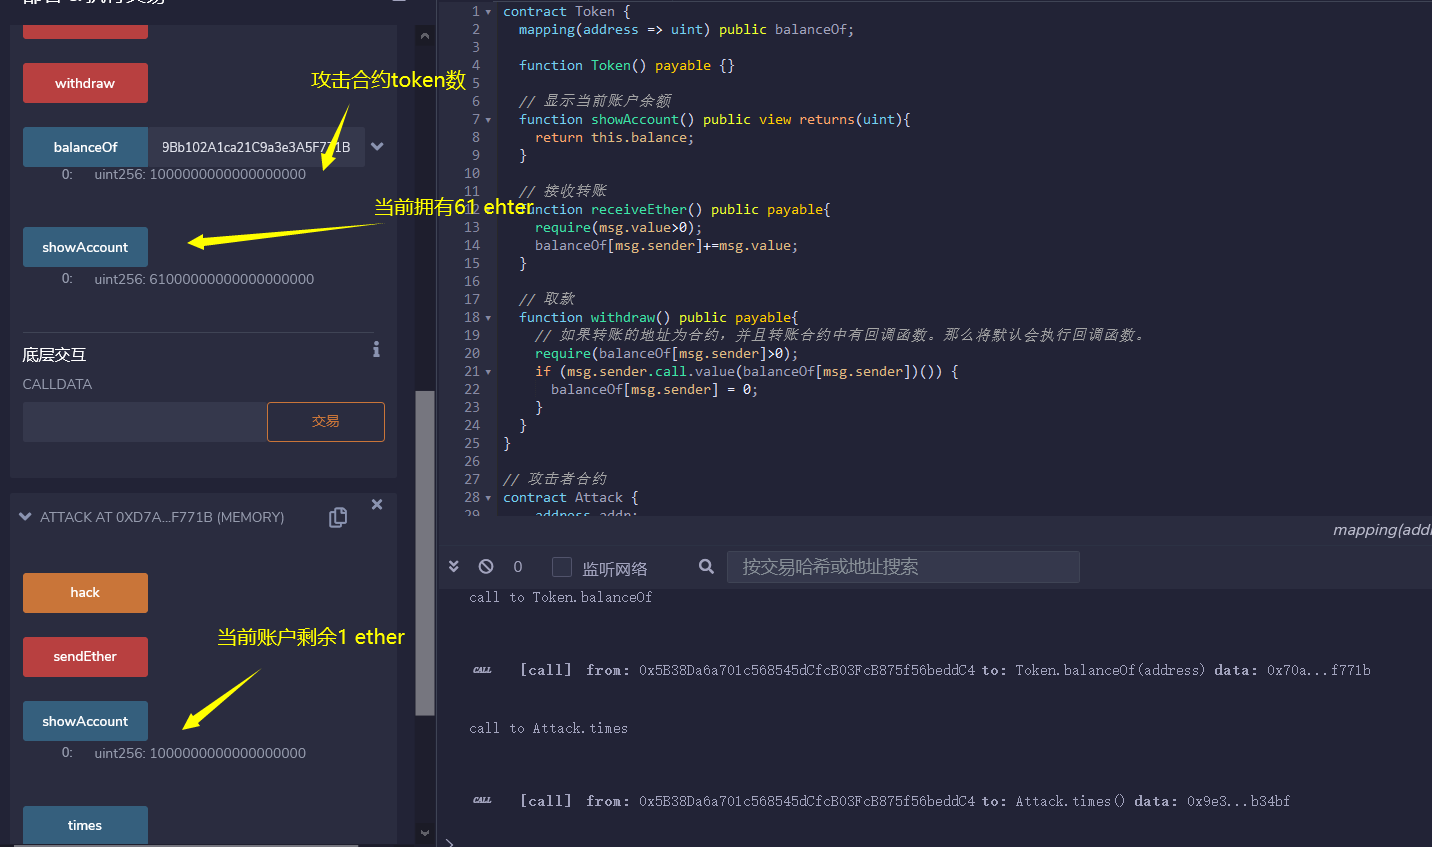 withdraw
攻击合约token数
balanceOf
9Bb102A1ca21C9a3e3A5F771B
0: uint256: 1000000000000000000
当前拥有61 ehter
showAccount
0: uint256: 61000000000000000000
底层交互
CALLDATA
交易
ATTACK AT 0XD7A...F771B (MEMORY)
hack
当前账户剩余1 ether
sendEther
showAccount
0: uint256: 1000000000000000000
times
1 contract Token {
2 mapping(address => uint) public balanceOf;
3
4 function Token() payable {}
5
6 // 显示当前账户余额
7 function showAccount() public view returns(uint){
8 return this.balance;
9 }
10
11 // 接收转账
12 function receiveEther() public payable{
13 require(msg.value>0);
14 balanceOf[msg.sender]+=msg.value;
15 }
16
17 // 取款
18 function withdraw() public payable{
19 // 如果转账的地址为合约，并且转账合约中有回调函数。那么将默认会执行回调函数。
20 require(balanceOf[msg.sender]>0);
21 if (msg.sender.call.value(balanceOf[msg.sender])()) {
22 balanceOf[msg.sender] = 0;
23 }
24 }
25 }
26
27 // 攻击者合约
28 contract Attack {
29 address addr;
mapping(addr
0
监听网络
按交易哈希或地址搜索
call to Token.balanceOf
CALL [call] from: 0x5B38Da6a701c568545dCfcB03FcB875f56beddC4 to: Token.balanceOf(address) data: 0x70a...f771b
call to Attack.times
CALL [call] from: 0x5B38Da6a701c568545dCfcB03FcB875f56beddC4 to: Attack.times() data: 0x9e3...b34bf
>